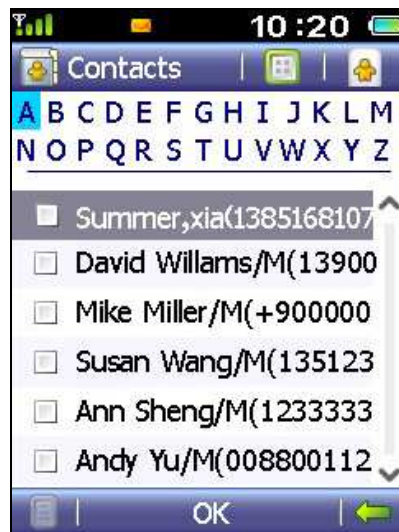 10:20
Contacts
A B C D E F G H I J K L M
N O P Q R S T U V W X Y Z
Summer,xia(1385168107
David Willams/M(13900
Mike Miller/M(+900000
Susan Wang/M(135123
Ann Sheng/M(1233333
Andy Yu/M(008800112
OK